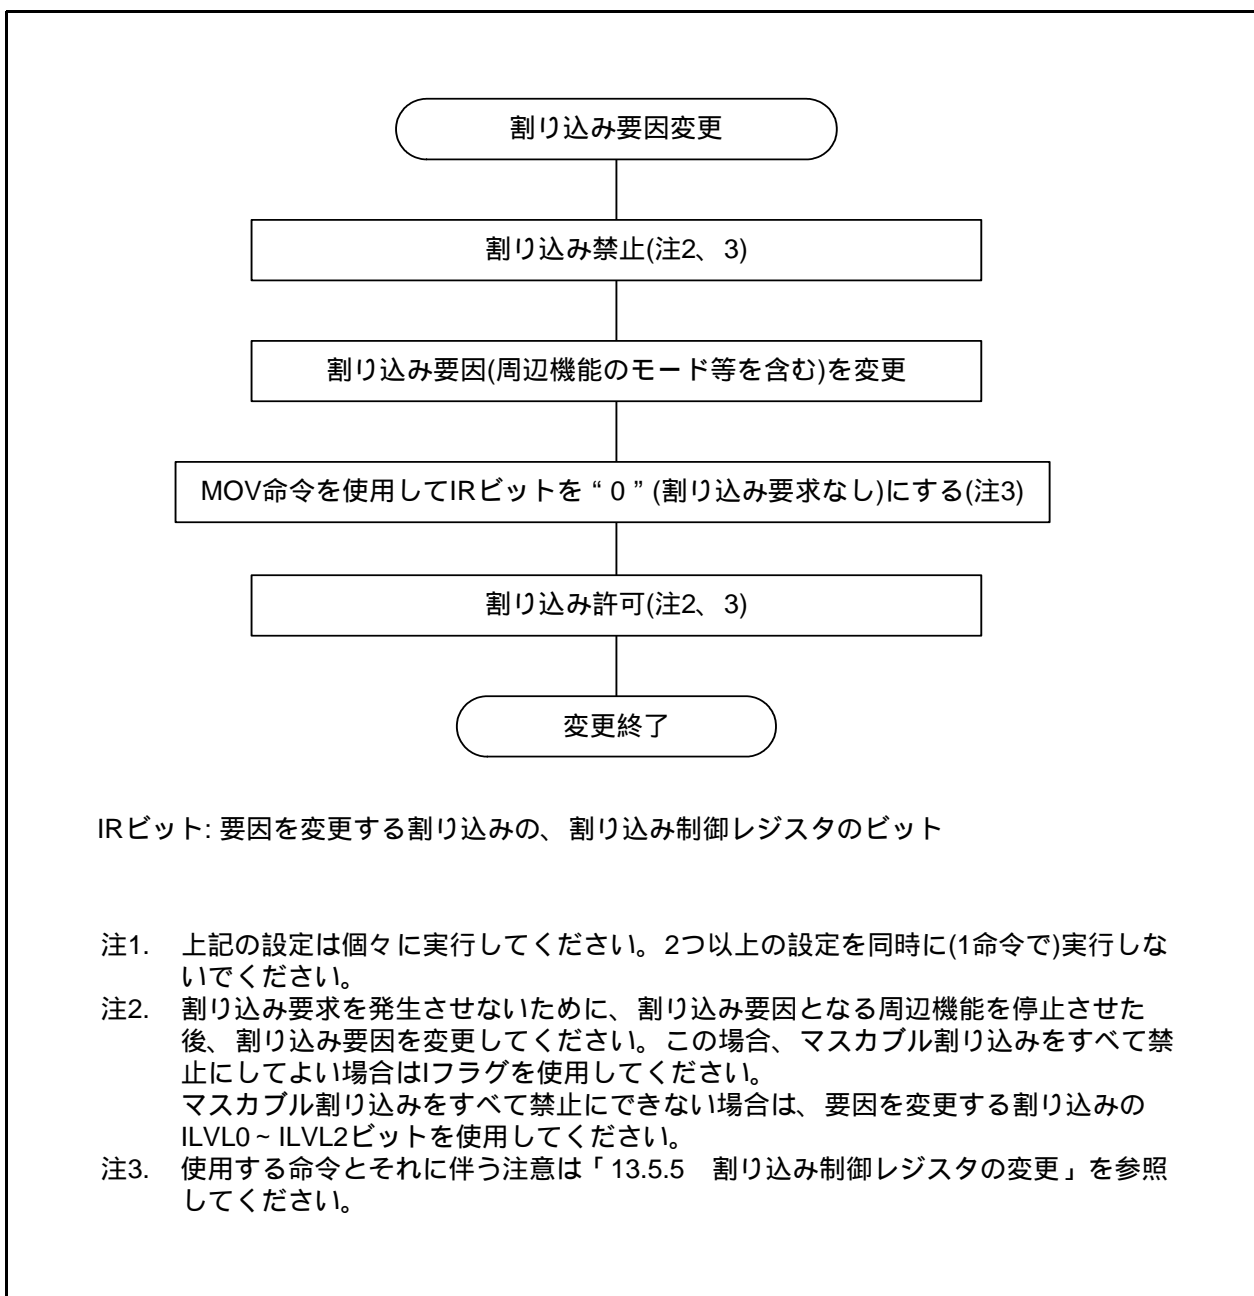 割り込み要因変更
割り込み禁止(注2、3)
割り込み要因(周辺機能のモード等を含む)を変更
MOV命令を使用してIRビットを“0”(割り込み要求なし)にする(注3)
割り込み許可(注2、3)
変更終了
IRビット: 要因を変更する割り込みの、割り込み制御レジスタのビット
注1. 上記の設定は個々に実行してください。2つ以上の設定を同時に(1命令で)実行しな
いでください。
注2. 割り込み要求を発生させないために、割り込み要因となる周辺機能を停止させた
後、割り込み要因を変更してください。この場合、マスカブル割り込みをすべて禁
止にしてよい場合はIフラグを使用してください。
マスカブル割り込みをすべて禁止にできない場合は、要因を変更する割り込みの
ILVL0~ILVL2ビットを使用してください。
注3. 使用する命令とそれに伴う注意は「13.5.5 割り込み制御レジスタの変更」を参照
してください。